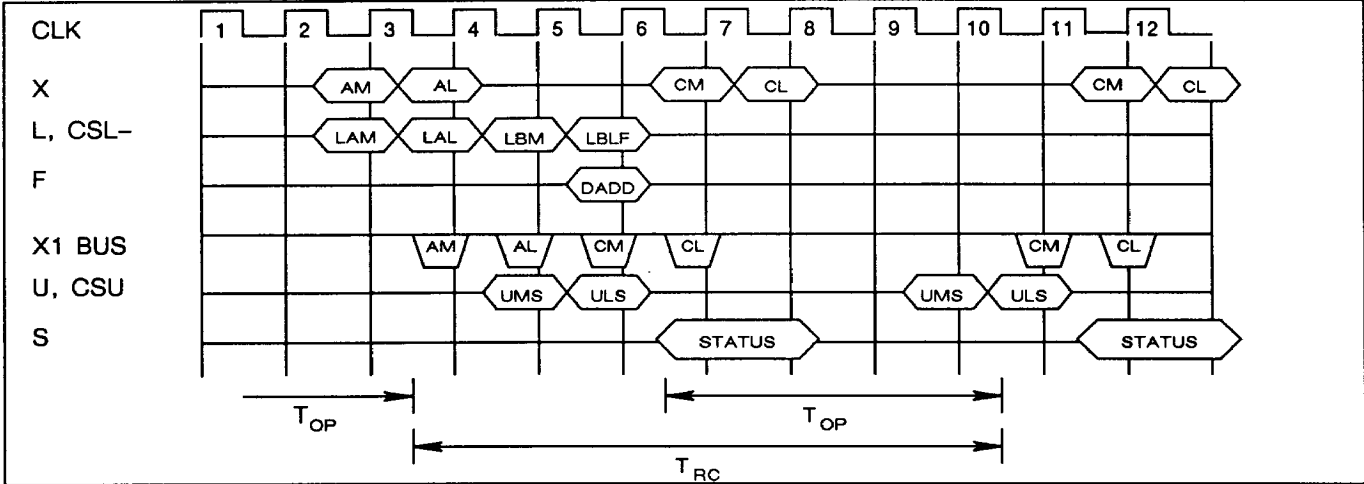 CLK 1 2 3 4 5 6 7 8 9 10 11 12
X AM AL CM CL CM CL
L, CSL- LAM LAL LBM LBLF
F DADD
X1 BUS AM AL CM CL CM CL
U, CSU UMS ULS UMS ULS
S STATUS STATUS
TOP TOP
TRC